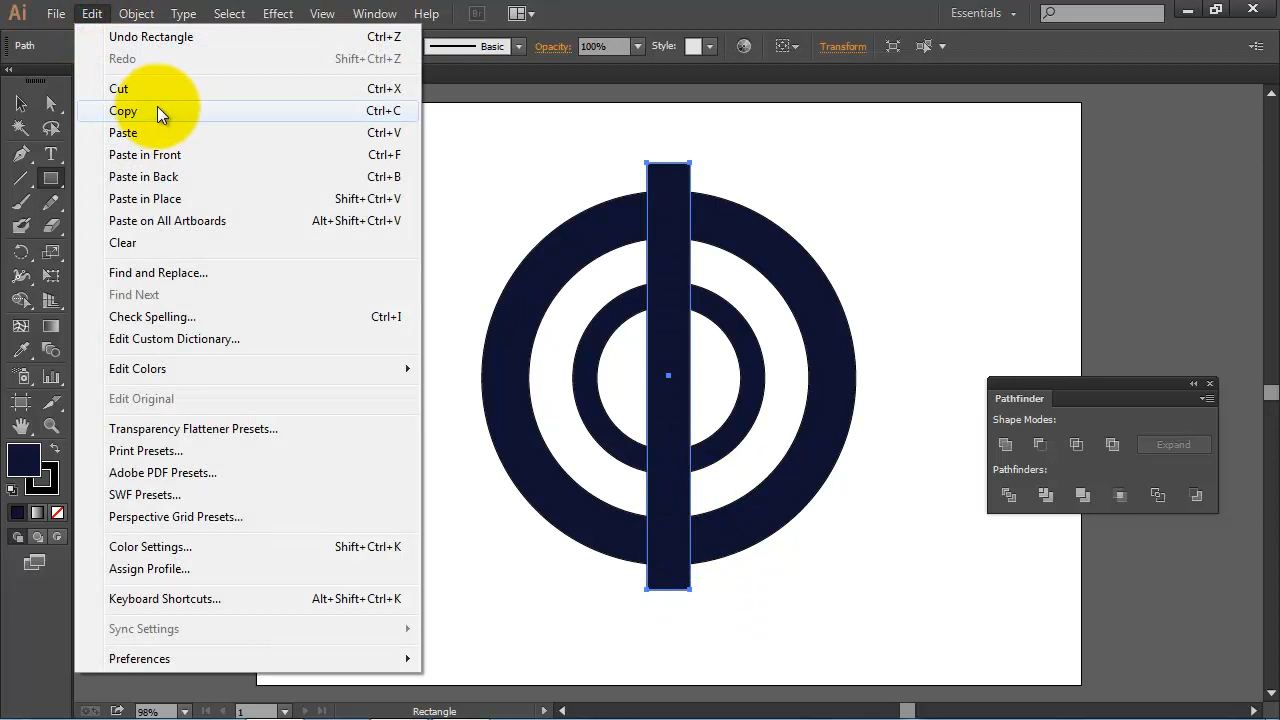 Ai File Edit Object Type Select Effect View Window Help Br Essentials
Path Basic Opacity: 100% Style: Transform
Undo Rectangle Ctrl+Z
Redo Shift+Ctrl+Z
Cut Ctrl+X
Copy Ctrl+C
Paste Ctrl+V
Paste in Front Ctrl+F
Paste in Back Ctrl+B
Paste in Place Shift+Ctrl+V
Paste on All Artboards Alt+Shift+Ctrl+V
Clear
Find and Replace...
Find Next
Check Spelling... Ctrl+I
Edit Custom Dictionary...
Edit Colors
Edit Original
Transparency Flattener Presets...
Print Presets...
Adobe PDF Presets...
SWF Presets...
Perspective Grid Presets...
Color Settings... Shift+Ctrl+K
Assign Profile...
Keyboard Shortcuts... Alt+Shift+Ctrl+K
Sync Settings
Preferences
Pathfinder
Shape Modes:
Expand
Pathfinders:
98% 1 Rectangle